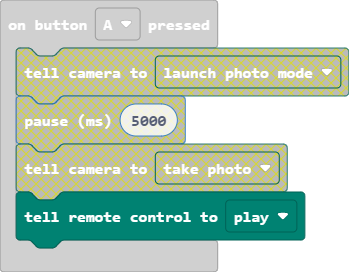 on button A pressed
tell camera to launch photo mode
pause (ms) 5000
tell camera to take photo
tell remote control to play